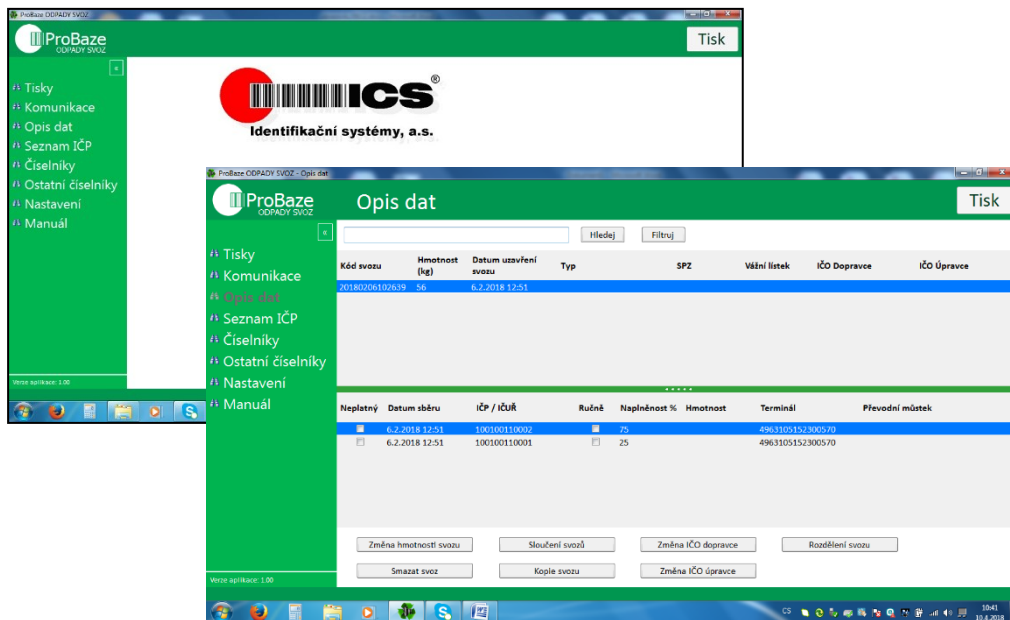 ProBaze ODPADY SVOZ
ProBaze
ODPADY SVOZ
Tisk
«
Tisky
Komunikace
Opis dat
Seznam IČP
Číselníky
Ostatní číselníky
Nastavení
Manuál
Verze aplikace: 1.00
ICS®
Identifikační systémy, a.s.
ProBaze ODPADY SVOZ - Opis dat
ProBaze
ODPADY SVOZ
Opis dat
Tisk
«
Tisky
Komunikace
Opis dat
Seznam IČP
Číselníky
Ostatní číselníky
Nastavení
Manuál
Verze aplikace: 1.00
Hledej Filtruj
Kód svozu Hmotnost (kg) Datum uzavření svozu Typ SPZ Vážní lístek IČO Dopravce IČO Úpravce
20180206102639 56 6.2.2018 12:51
Neplatný Datum sběru IČP / IČUŘ Ručně Naplněnost % Hmotnost Terminál Převodní můstek
6.2.2018 12:51 100100110002 75 4963105152300570
6.2.2018 12:51 100100110001 25 4963105152300570
Změna hmotnosti svozu Sloučení svozů Změna IČO dopravce Rozdělení svozu
Smazat svoz Kopie svozu Změna IČO úpravce
CS 10:41
10.4.2018